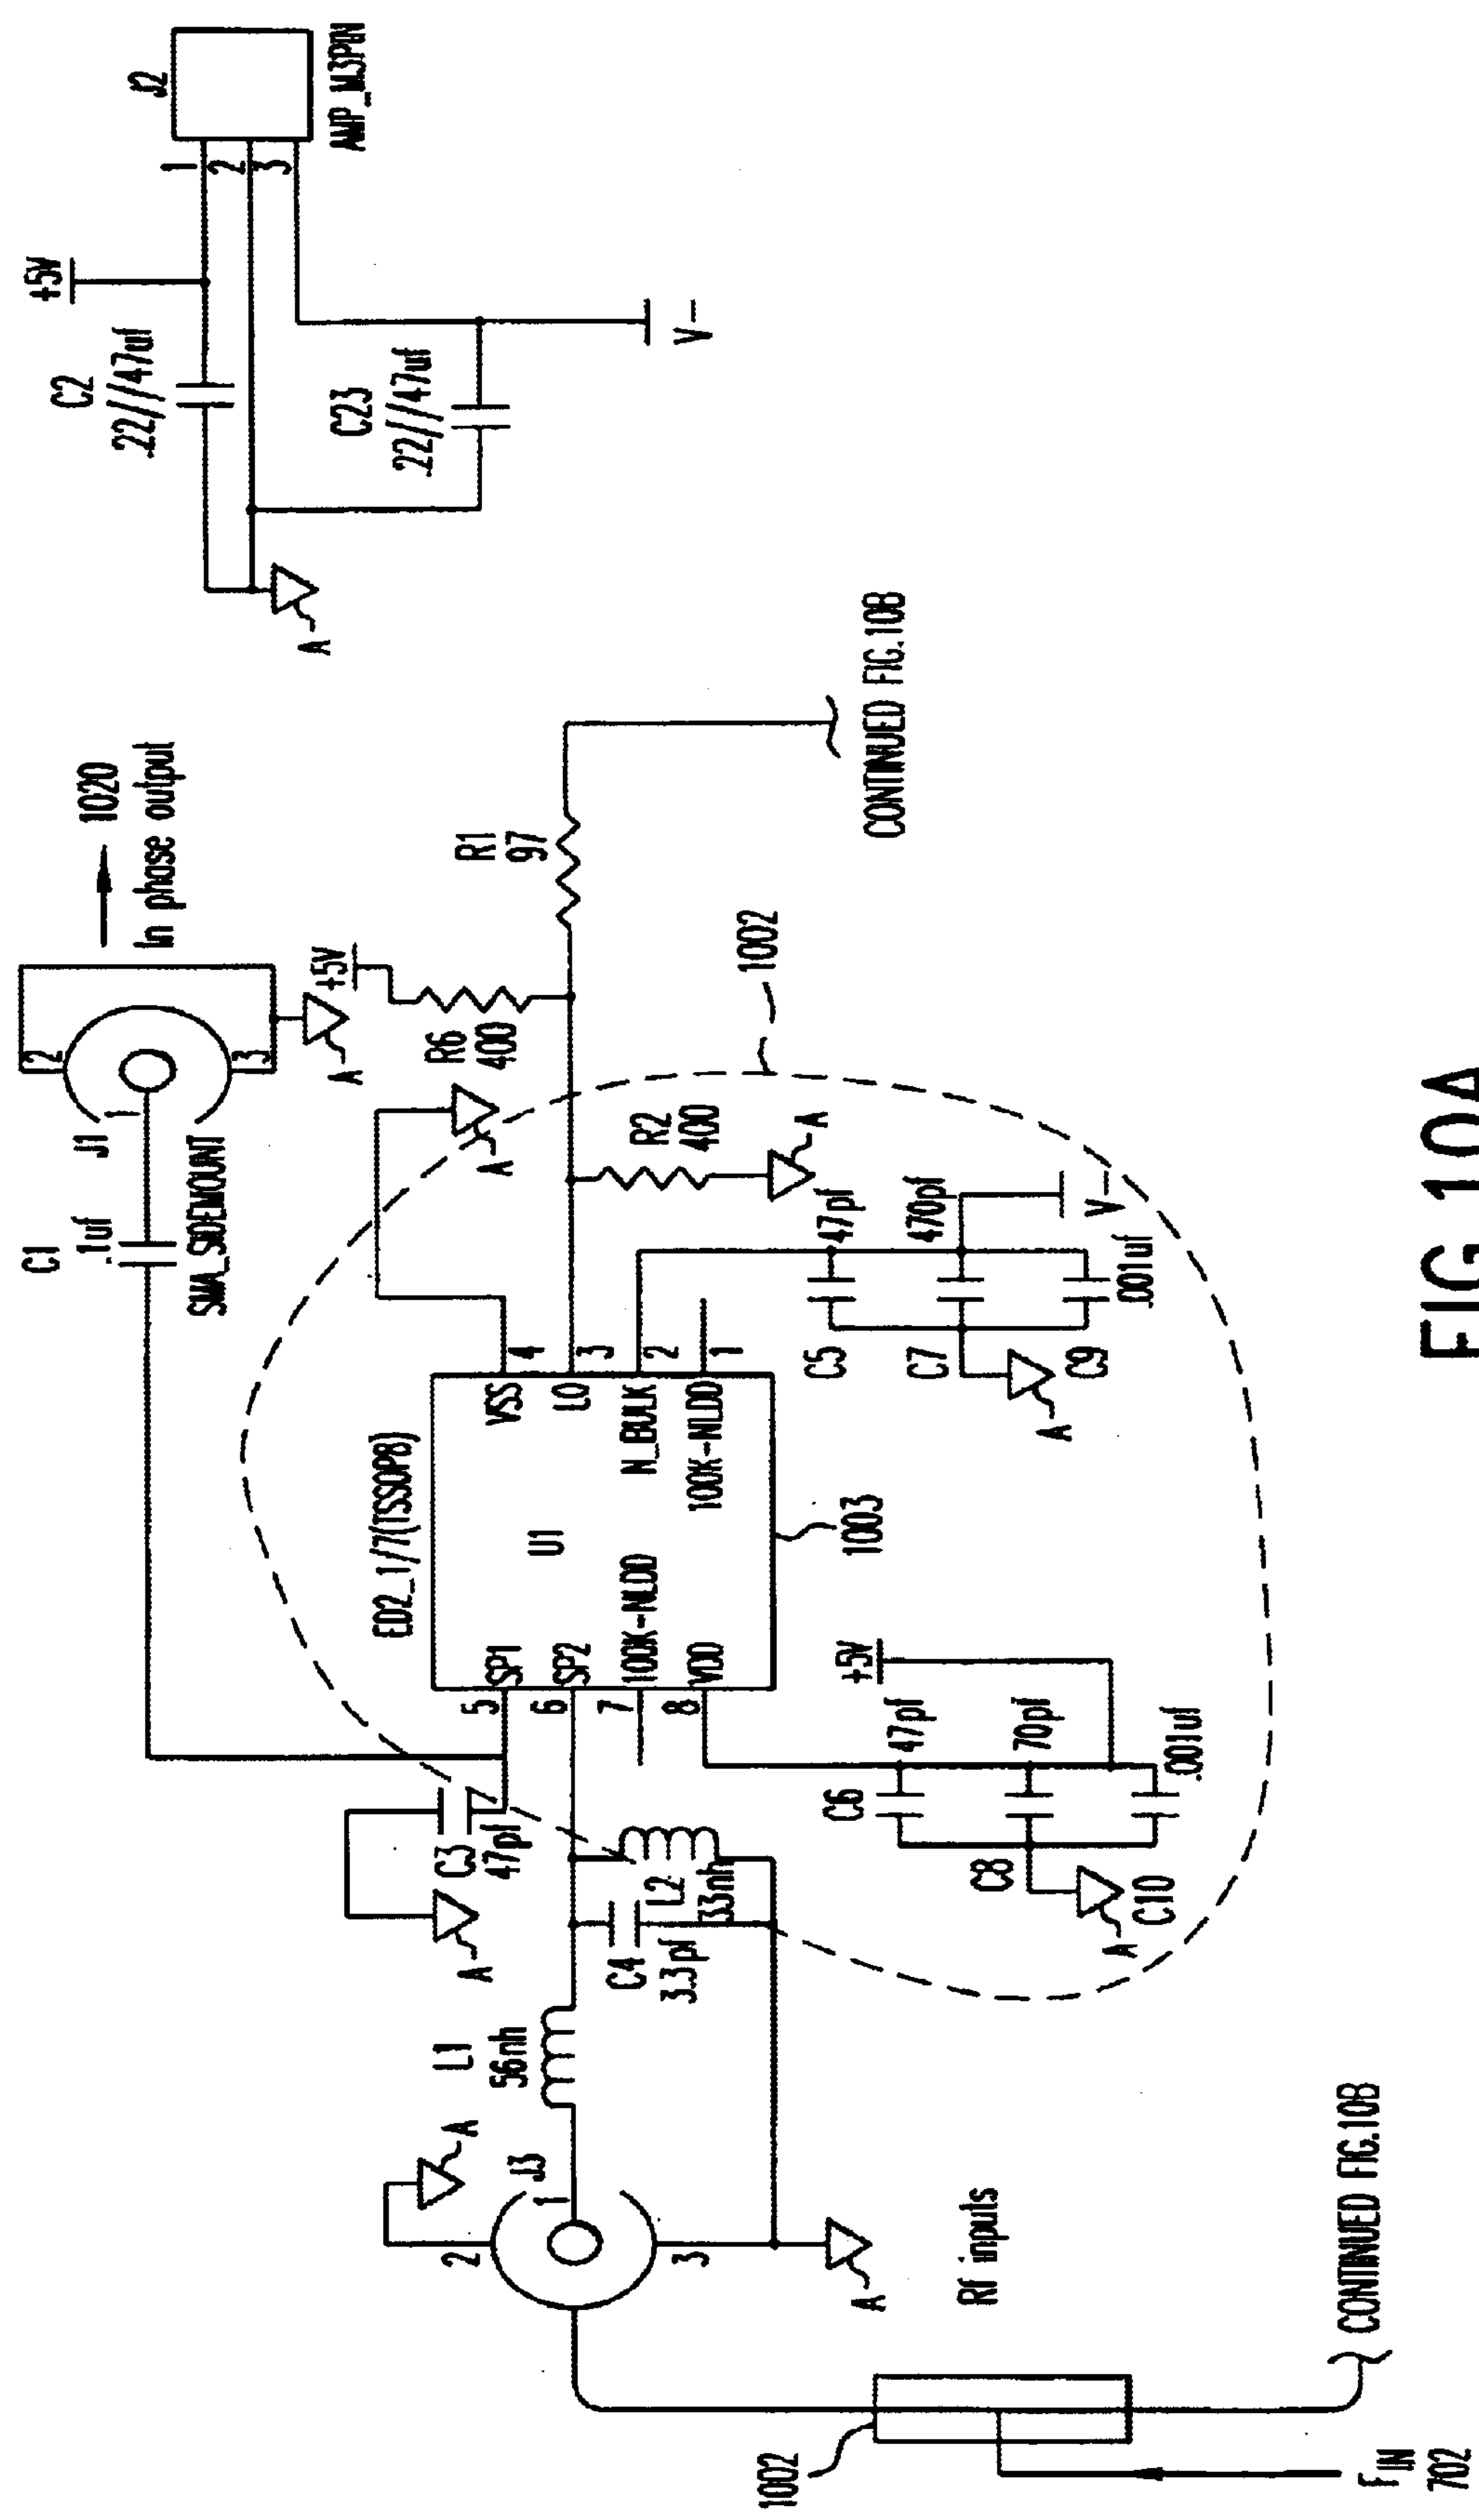 C1
.1uf
J1
SMA_SIDEMOUNT
1
2
3
A
1020
In phase output
+5V
C2
.22//47uf
C23
.22//47uf
A
V-
J2
1
2
3
AMP_M3PIN
C3
47pf
A
ED2_1//7(TSSOP8)
U1
5
SP1
6
SP2
7
100K-NLDD
8
VDD
VSS
4
LO
3
N_BULK
2
100K-NLDD
1
1003
A
R6
400
+5V
R1
97
R2
400
A
1002
CONTINUED FIG.10B
L1
56nh
C4
3.3pf
L2
33nh
J3
1
2
3
A
A
Rf inputs
+5V
C6
47pf
C8
70pf
C10
.001uf
A
C5
47pf
C7
470pf
C9
.001uf
A
V-
1002
F IN
702
CONTINUED FIG.10B
FIG.10A